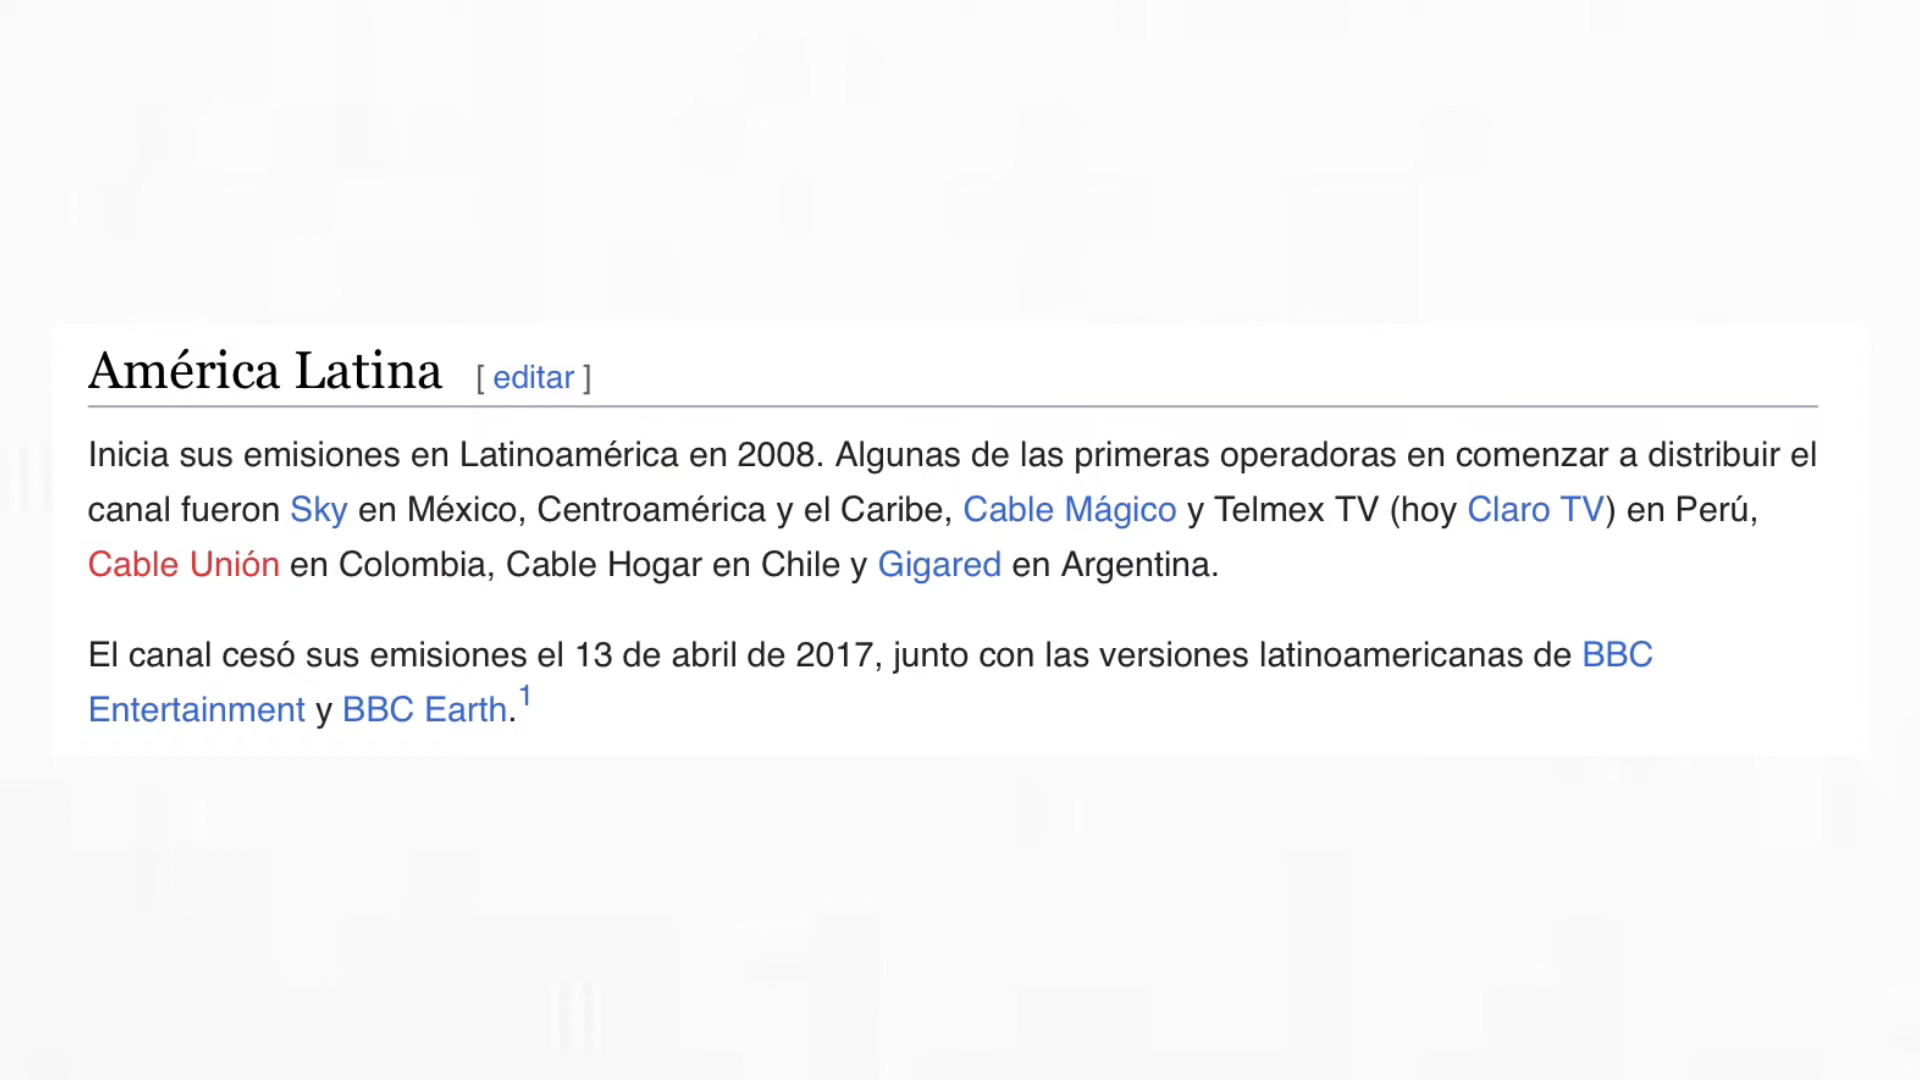 América Latina [ editar ]
Inicia sus emisiones en Latinoamérica en 2008. Algunas de las primeras operadoras en comenzar a distribuir el
canal fueron Sky en México, Centroamérica y el Caribe, Cable Mágico y Telmex TV (hoy Claro TV) en Perú,
Cable Unión en Colombia, Cable Hogar en Chile y Gigared en Argentina.
El canal cesó sus emisiones el 13 de abril de 2017, junto con las versiones latinoamericanas de BBC
Entertainment y BBC Earth.1